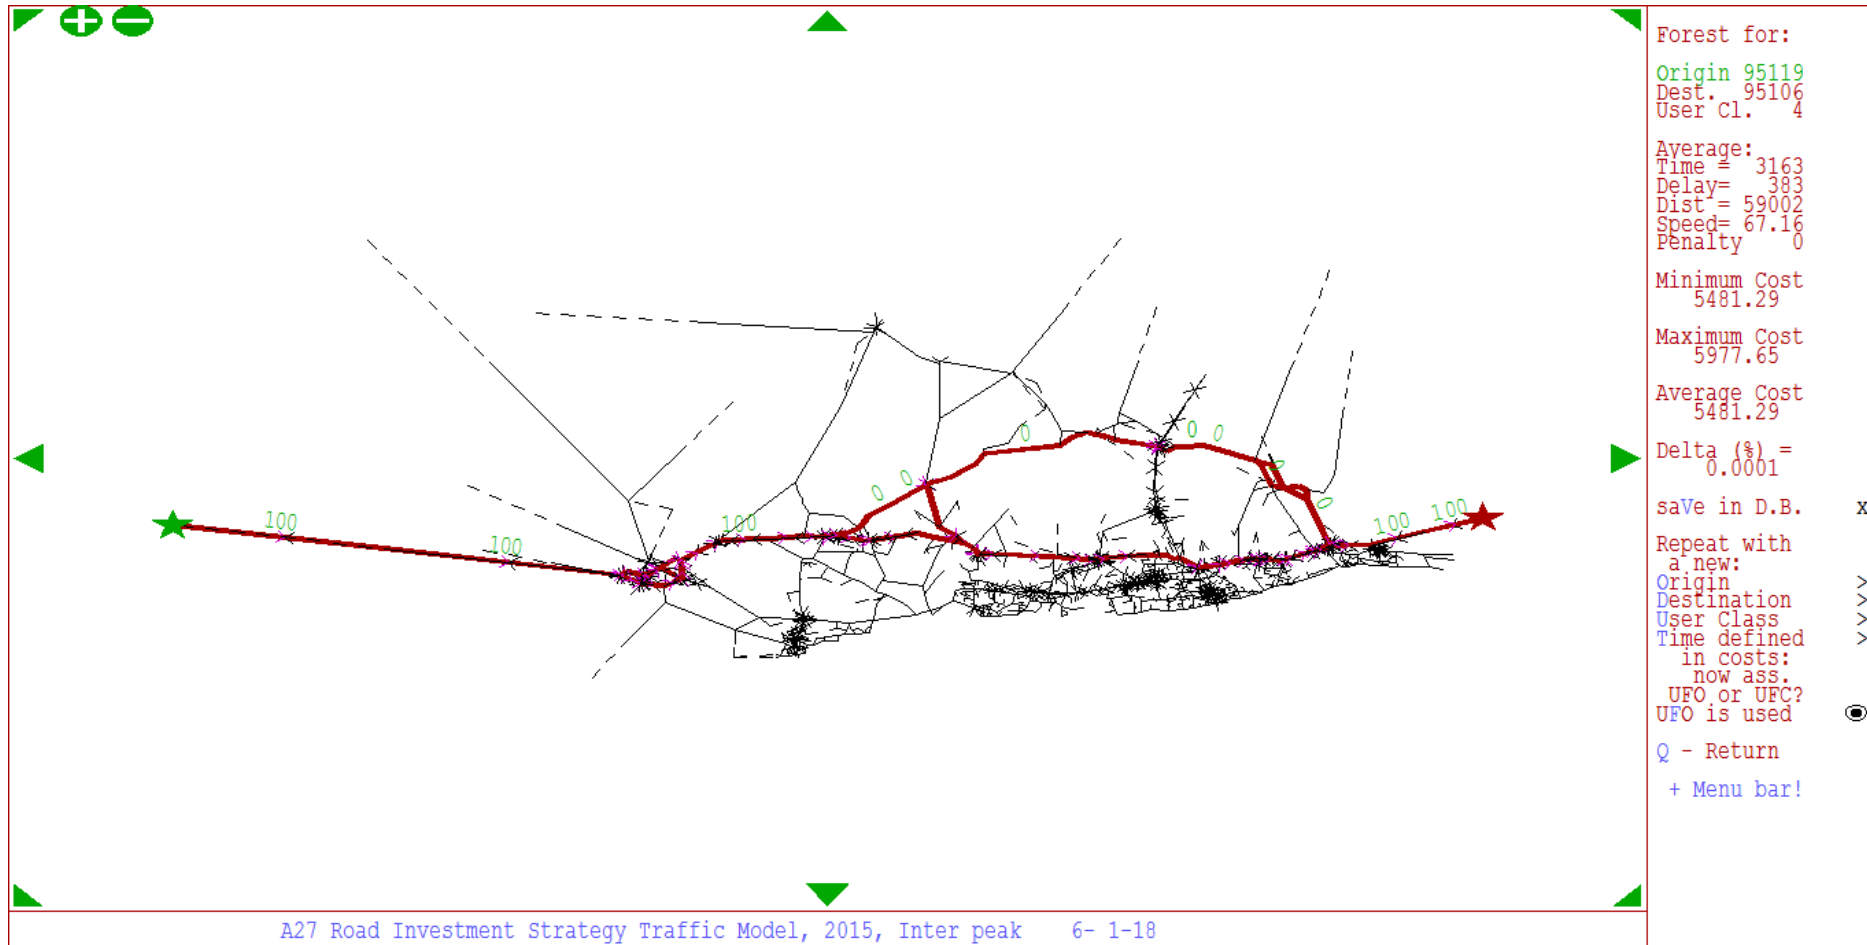 Forest for:
Origin 95119
Dest. 95106
User Cl. 4
Average:
Time = 3163
Delay= 383
Dist = 59002
Speed= 67.16
Penalty 0
Minimum Cost
5481.29
Maximum Cost
5977.65
Average Cost
5481.29
Delta (%) =
0.0001
saVe in D.B. x
Repeat with
a new:
Origin >
Destination >
User Class >
Time defined >
in costs:
now ass.
UFO or UFC?
UFO is used
Q - Return
+ Menu bar!
0
0 0
0
0
0
0
100
100
100
100
100
A27 Road Investment Strategy Traffic Model, 2015, Inter peak 6- 1-18